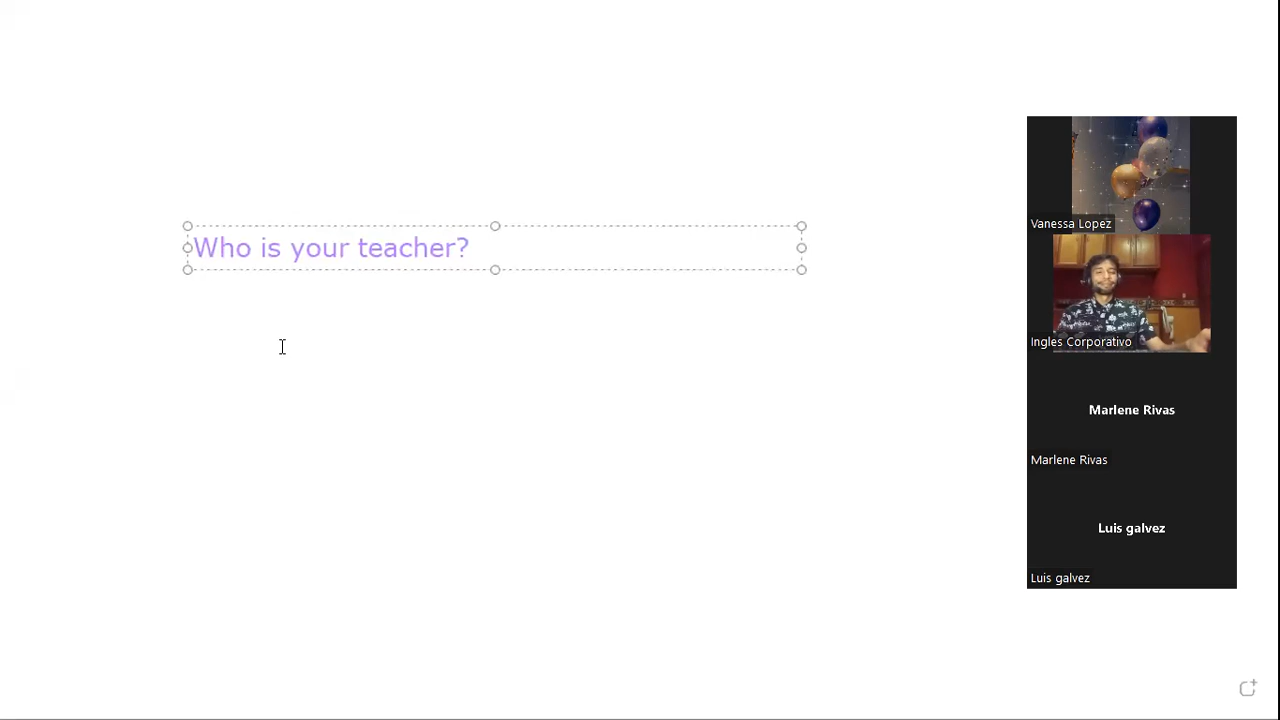 Who is your teacher?
Vanessa Lopez
Ingles Corporativo
Marlene Rivas
Marlene Rivas
Luis galvez
Luis galvez